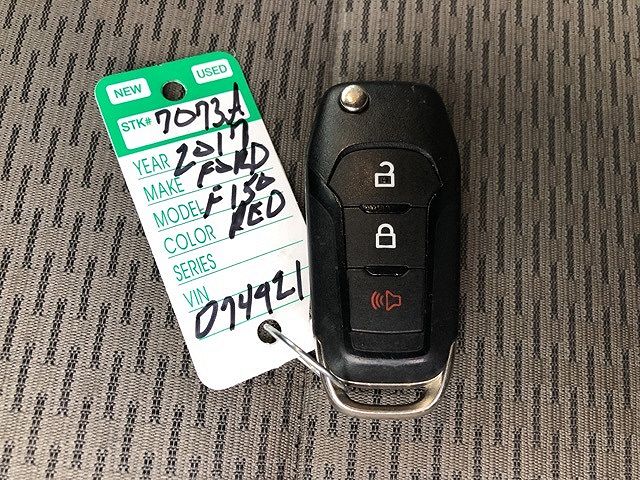 NEW USED
STK# 7073A
YEAR 2017
MAKE FORD
MODEL F150
COLOR RED
SERIES
VIN
074921